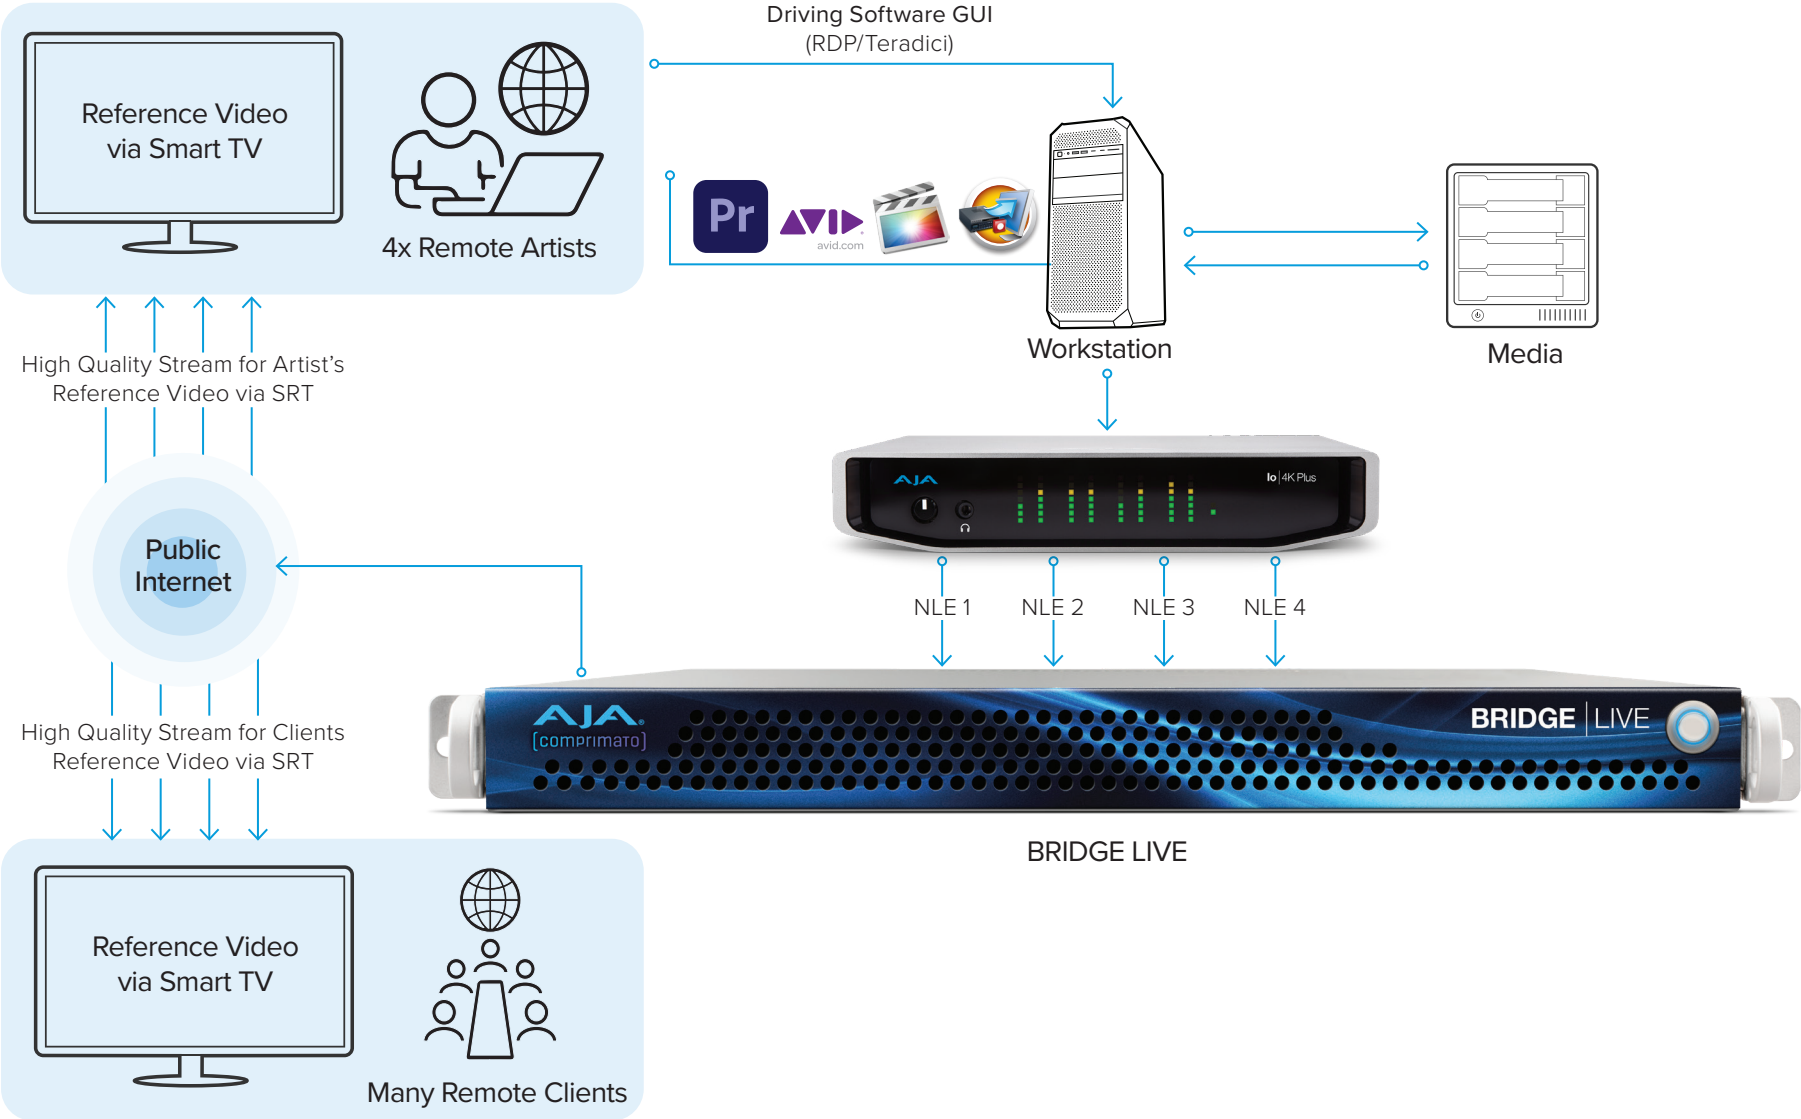 Driving Software GUI
(RDP/Teradici)
Reference Video
via Smart TV
4x Remote Artists
Pr
AVID
avid.com
Workstation
Media
High Quality Stream for Artist's
Reference Video via SRT
AJA
Io | 4K Plus
Public
Internet
NLE 1
NLE 2
NLE 3
NLE 4
High Quality Stream for Clients
Reference Video via SRT
AJA®
[comprimato]
BRIDGE | LIVE
BRIDGE LIVE
Reference Video
via Smart TV
Many Remote Clients